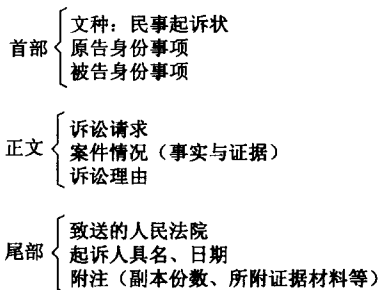 首部
文种：民事起诉状
原告身份事项
被告身份事项
正文
诉讼请求
案件情况（事实与证据）
诉讼理由
尾部
致送的人民法院
起诉人具名、日期
附注（副本份数、所附证据材料等）